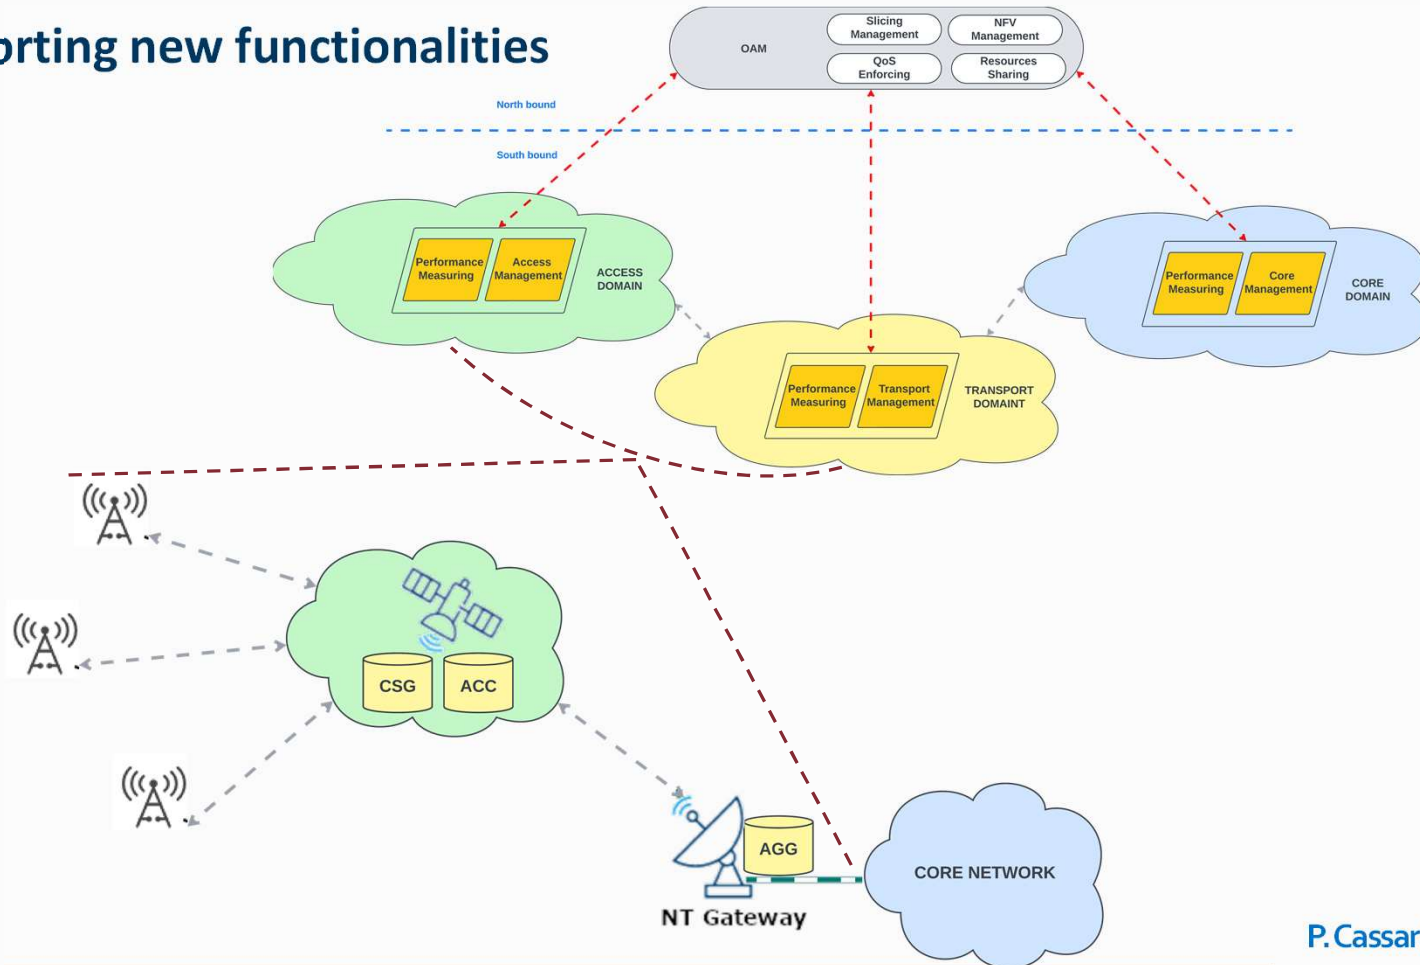 orting new functionalities
OAM
Slicing
Management
NFV
Management
QoS
Enforcing
Resources
Sharing
North bound
South bound
Performance
Measuring
Access
Management
ACCESS
DOMAIN
Performance
Measuring
Core
Management
CORE
DOMAIN
Performance
Measuring
Transport
Management
TRANSPORT
DOMAINT
CSG
ACC
AGG
NT Gateway
CORE NETWORK
P. Cassar